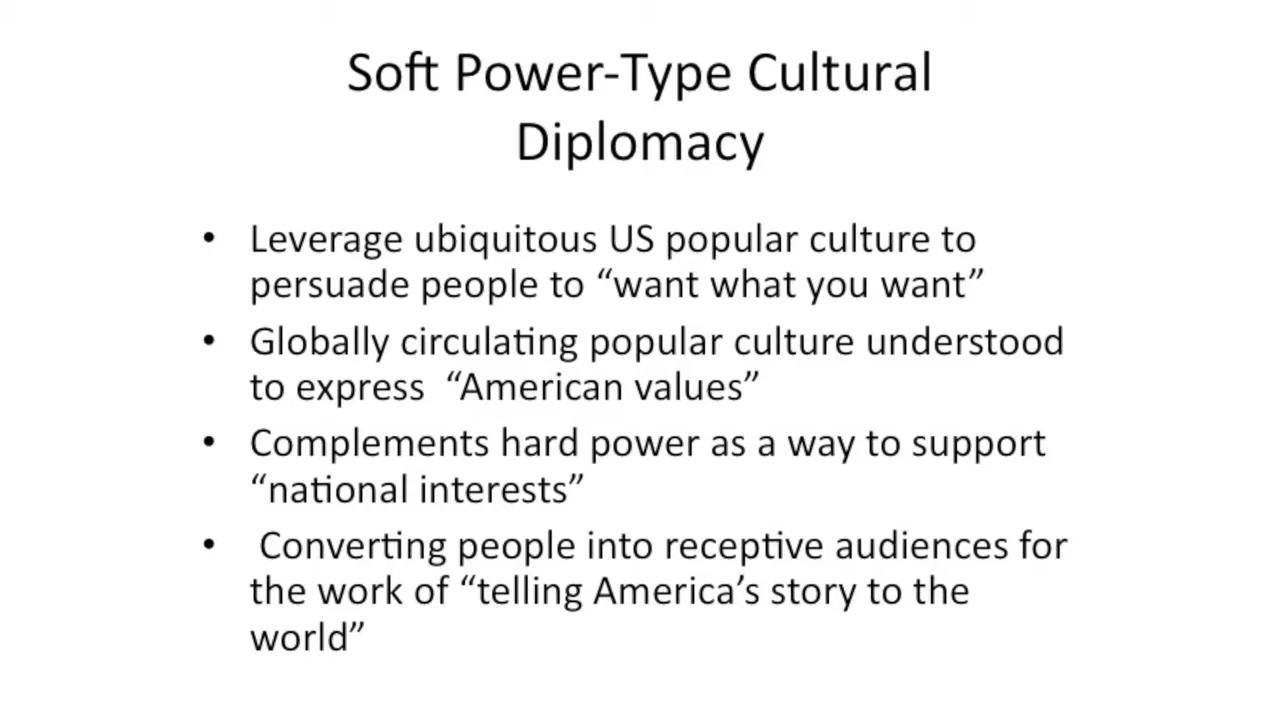 Soft Power-Type Cultural
Diplomacy
• Leverage ubiquitous US popular culture to
persuade people to “want what you want”
• Globally circulating popular culture understood
to express “American values”
• Complements hard power as a way to support
“national interests”
• Converting people into receptive audiences for
the work of “telling America’s story to the
world”